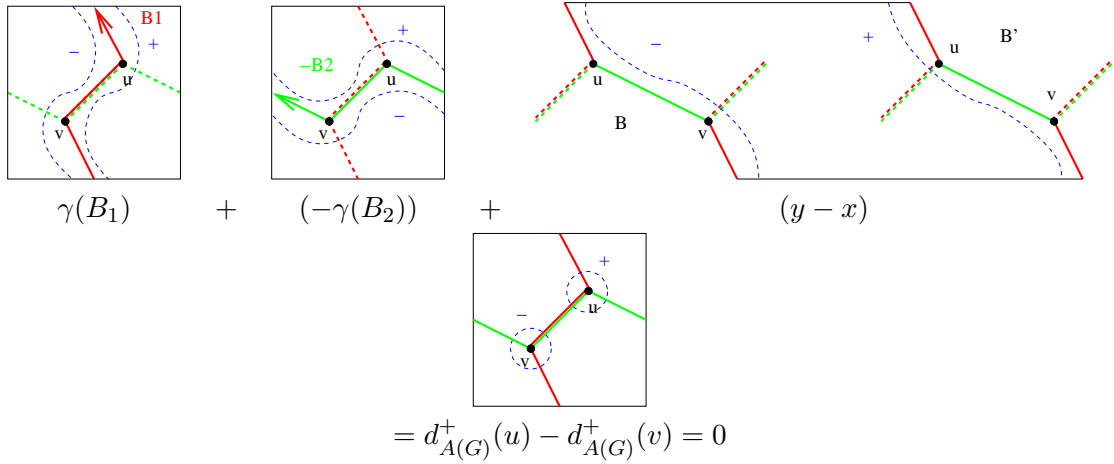 B1
−
+
u
v
+
−B2
u
−
v
−
u
B
v
+
u
B'
v
γ(B₁) + (−γ(B₂)) + (y − x)
+
−
u
v
= d⁺_{A(G)}(u) − d⁺_{A(G)}(v) = 0